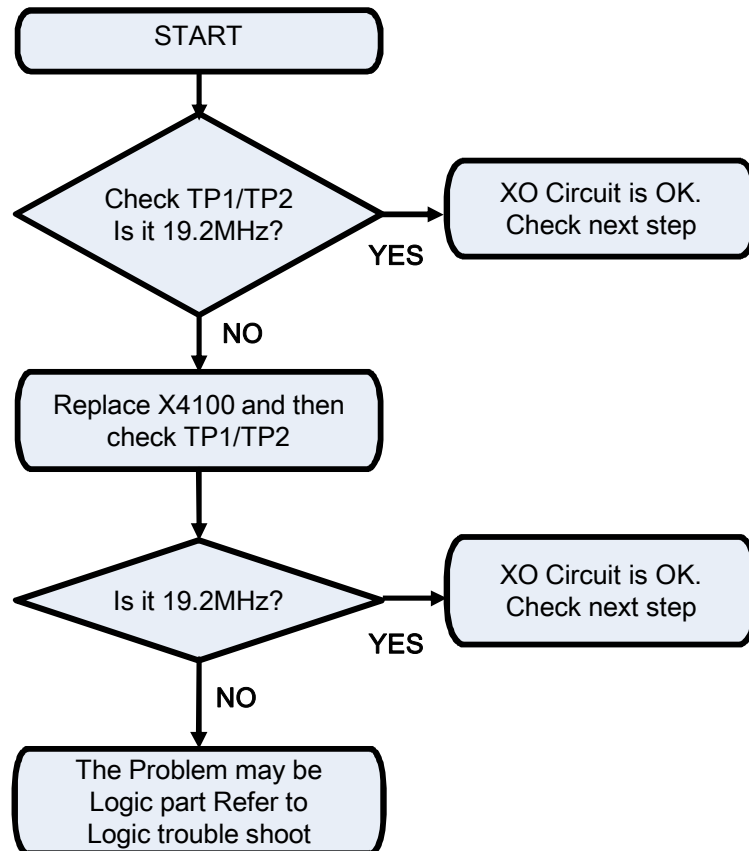 START
Check TP1/TP2
Is it 19.2MHz?
XO Circuit is OK.
Check next step
YES
NO
Replace X4100 and then
check TP1/TP2
Is it 19.2MHz?
XO Circuit is OK.
Check next step
YES
NO
The Problem may be
Logic part Refer to
Logic trouble shoot